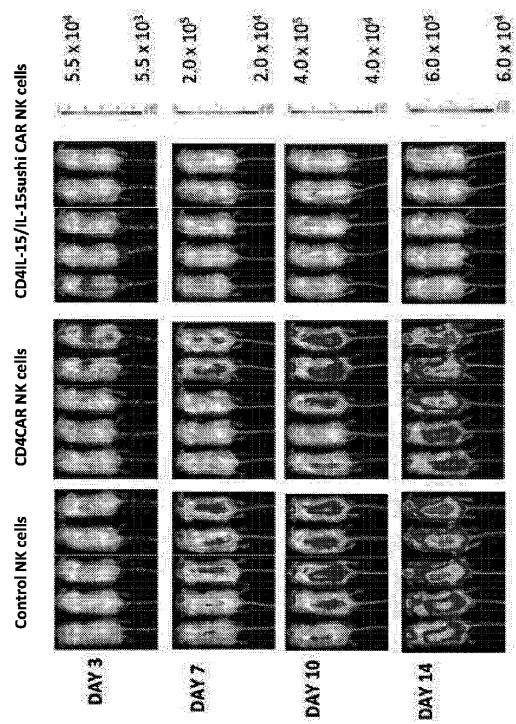 Control NK cells
CD4CAR NK cells
CD4IL-15/IL-15sushi CAR NK cells
DAY 3
5.5 x 10⁴
5.5 x 10³
DAY 7
2.0 x 10⁵
2.0 x 10⁴
DAY 10
4.0 x 10⁵
4.0 x 10⁴
DAY 14
6.0 x 10⁵
6.0 x 10⁴